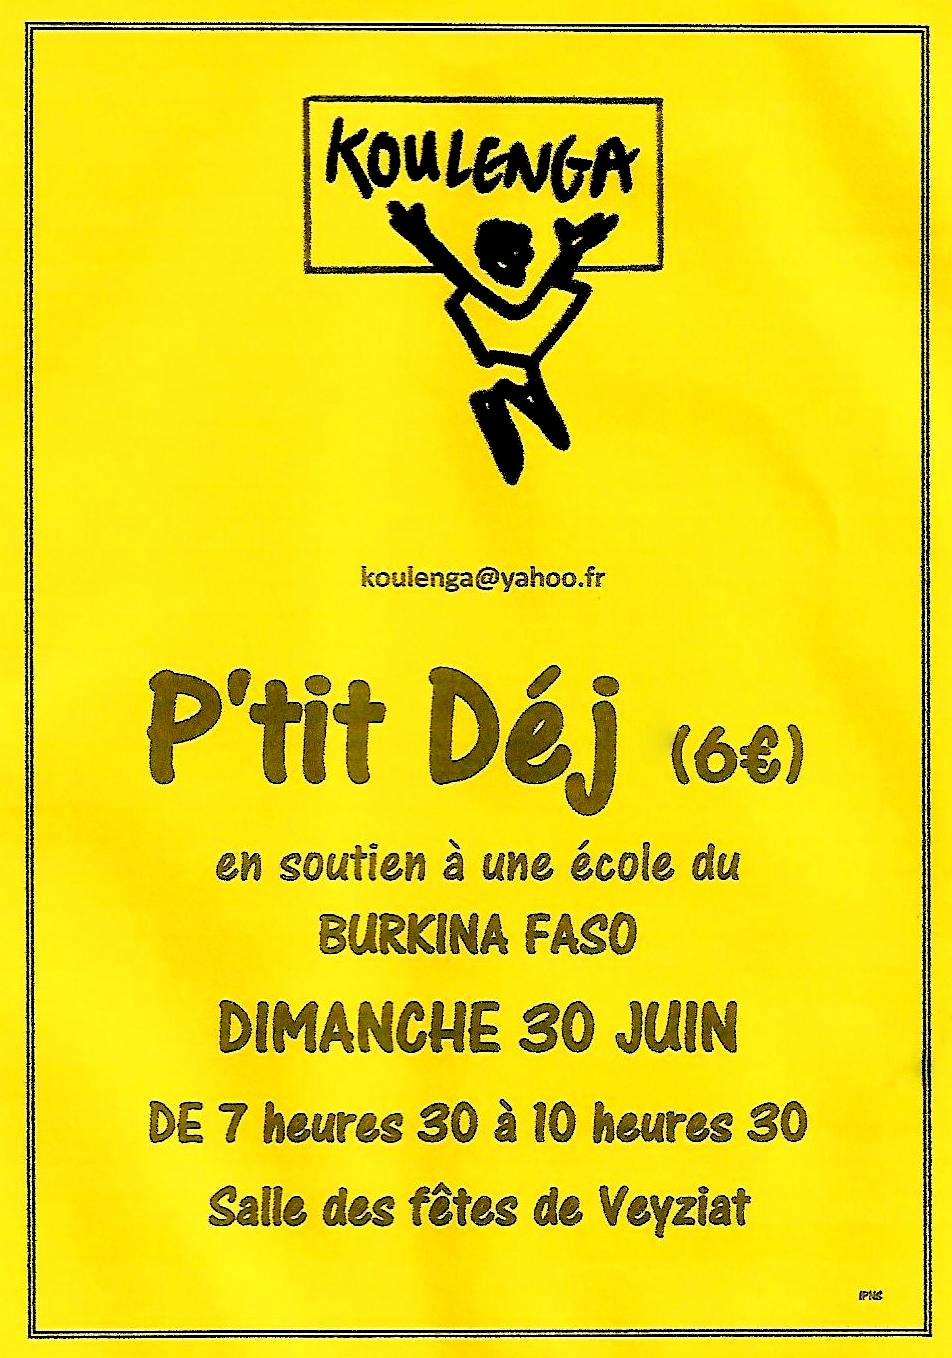 KOULENGA
koulenga@yahoo.fr
P'tit Déj (6€)
en soutien à une école du
BURKINA FASO
DIMANCHE 30 JUIN
DE 7 heures 30 à 10 heures 30
Salle des fêtes de Veyziat
IPNS